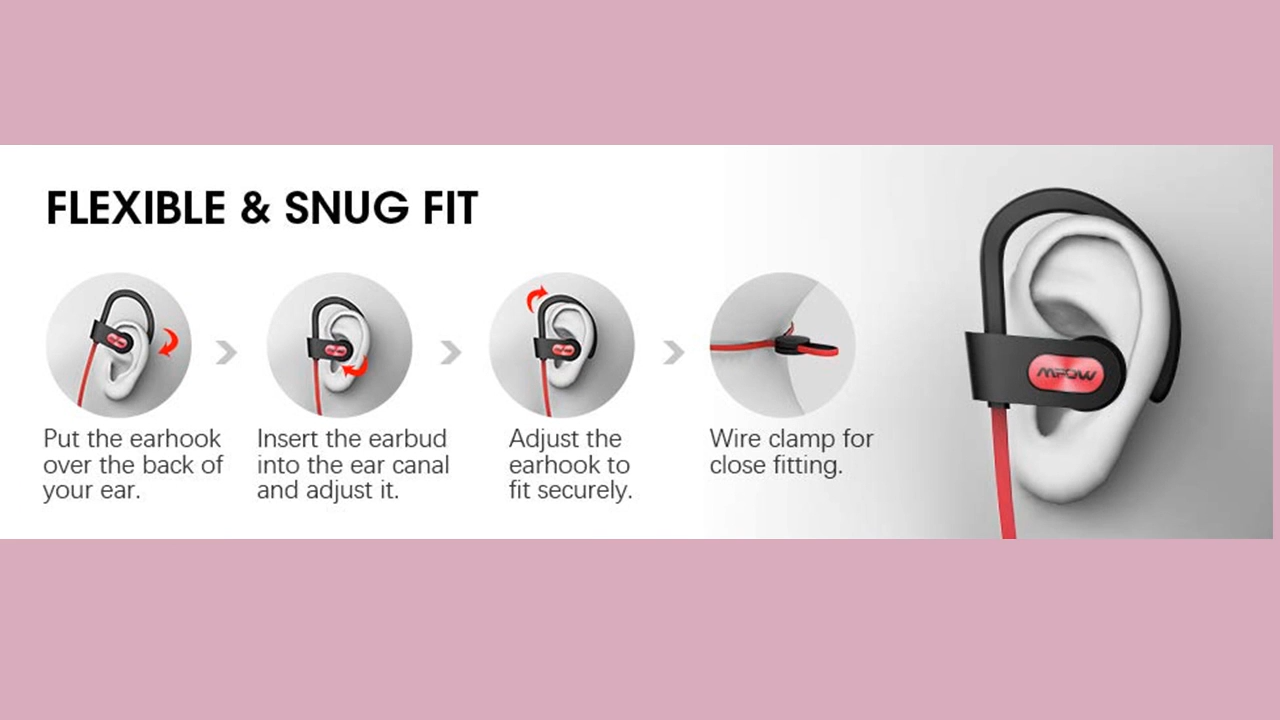 FLEXIBLE & SNUG FIT
Put the earhook
over the back of
your ear.
Insert the earbud
into the ear canal
and adjust it.
Adjust the
earhook to
fit securely.
Wire clamp for
close fitting.
MPOW